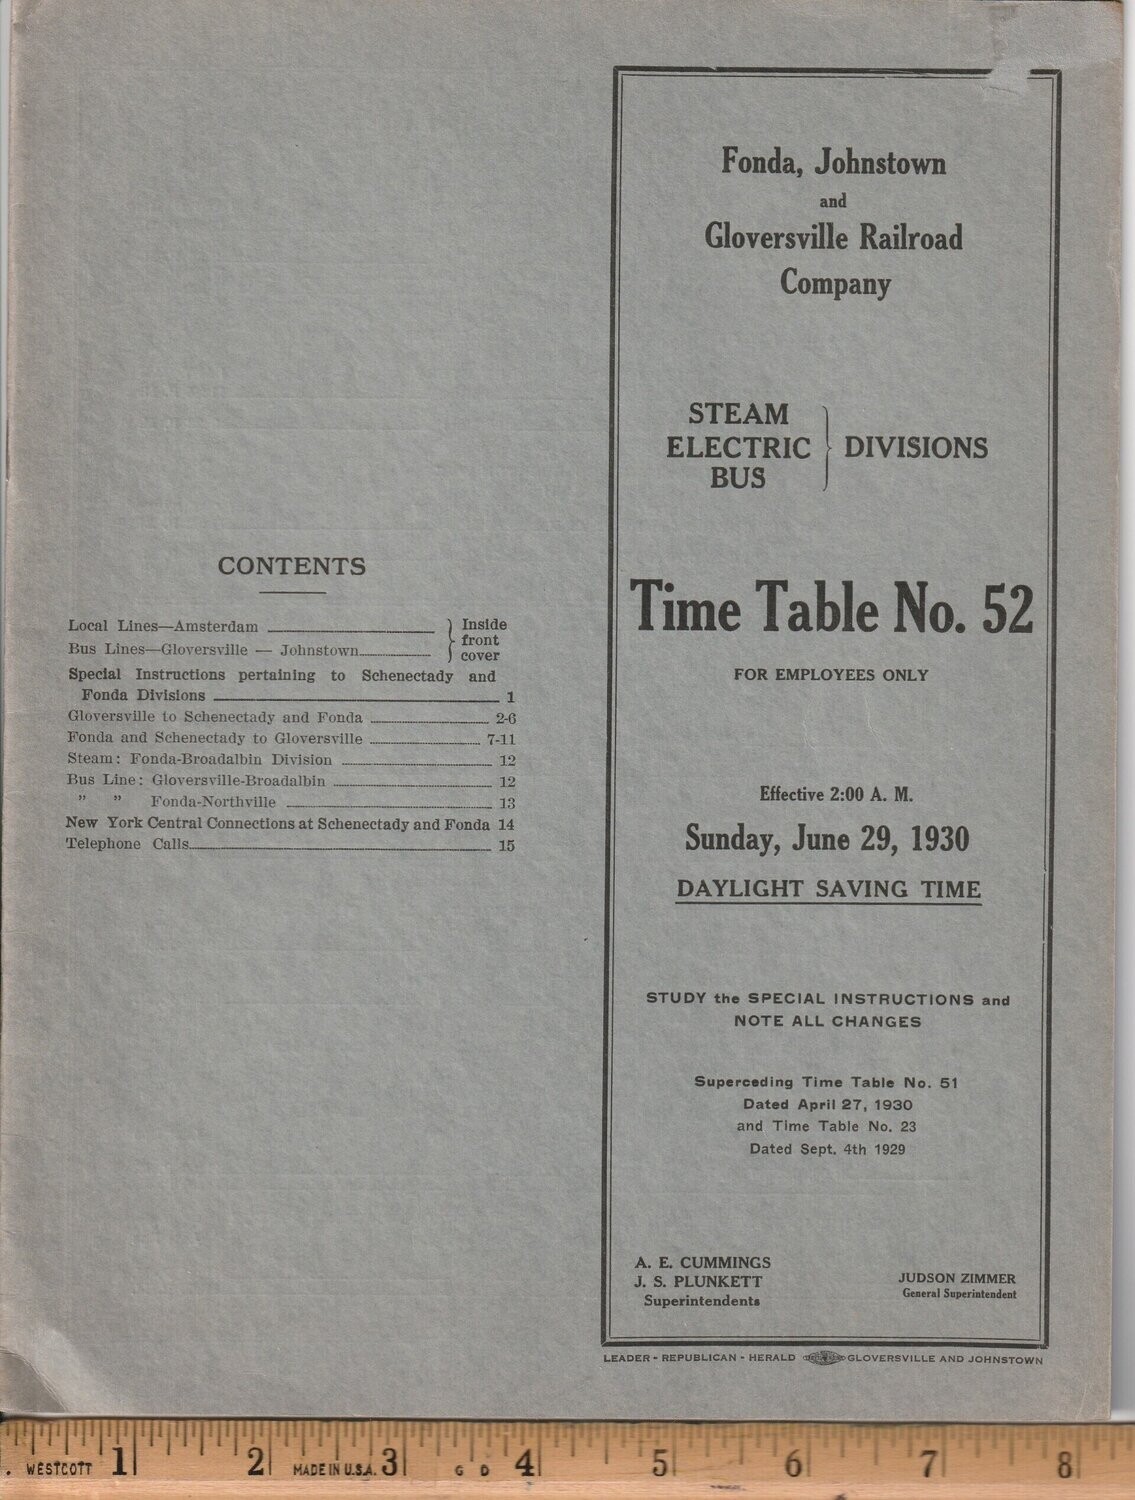 CONTENTS
Local Lines—Amsterdam
Bus Lines—Gloversville — Johnstown
Inside
front
cover
Special Instructions pertaining to Schenectady and
Fonda Divisions 1
Gloversville to Schenectady and Fonda 2-6
Fonda and Schenectady to Gloversville 7-11
Steam: Fonda-Broadalbin Division 12
Bus Line: Gloversville-Broadalbin 12
” ” Fonda-Northville 13
New York Central Connections at Schenectady and Fonda 14
Telephone Calls 15
Fonda, Johnstown
and
Gloversville Railroad
Company
STEAM
ELECTRIC
BUS
DIVISIONS
Time Table No. 52
FOR EMPLOYEES ONLY
Effective 2:00 A. M.
Sunday, June 29, 1930
DAYLIGHT SAVING TIME
STUDY the SPECIAL INSTRUCTIONS and
NOTE ALL CHANGES
Superceding Time Table No. 51
Dated April 27, 1930
and Time Table No. 23
Dated Sept. 4th 1929
A. E. CUMMINGS
J. S. PLUNKETT
Superintendents
JUDSON ZIMMER
General Superintendent
LEADER - REPUBLICAN - HERALD GLOVERSVILLE AND JOHNSTOWN
WESTCOTT 1 2 MADE IN U.S.A. 3 G D 4 5 6 7 8